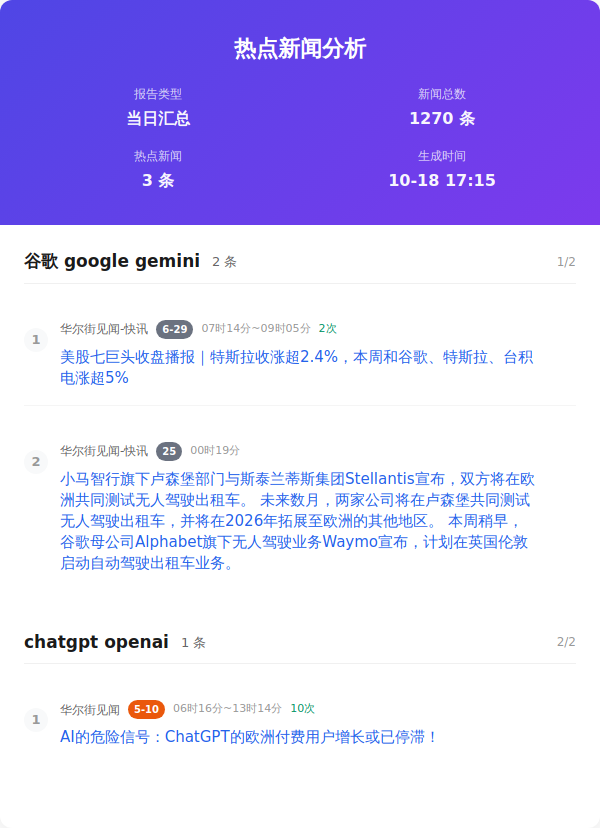 热点新闻分析
报告类型
新闻总数
当日汇总
1270 条
热点新闻
生成时间
3 条
10-18 17:15
谷歌 google gemini 2 条 1/2
1 华尔街见闻-快讯 6-29 07时14分~09时05分 2次
美股七巨头收盘播报｜特斯拉收涨超2.4%，本周和谷歌、特斯拉、台积
电涨超5%
2 华尔街见闻-快讯 25 00时19分
小马智行旗下卢森堡部门与斯泰兰蒂斯集团Stellantis宣布，双方将在欧
洲共同测试无人驾驶出租车。 未来数月，两家公司将在卢森堡共同测试
无人驾驶出租车，并将在2026年拓展至欧洲的其他地区。 本周稍早，
谷歌母公司Alphabet旗下无人驾驶业务Waymo宣布，计划在英国伦敦
启动自动驾驶出租车业务。
chatgpt openai 1 条 2/2
1 华尔街见闻 5-10 06时16分~13时14分 10次
AI的危险信号：ChatGPT的欧洲付费用户增长或已停滞！